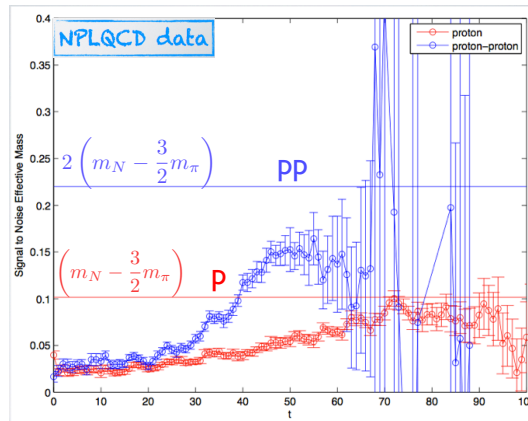 NPLQCD data
0.4
0.35
0.3
0.25
0.2
0.15
0.1
0.05
0
0 10 20 30 40 50 60 70 80 90 100
t
Signal to Noise Effective Mass
proton
proton−proton
2 (m_N − 3/2 m_π)
PP
(m_N − 3/2 m_π)
P